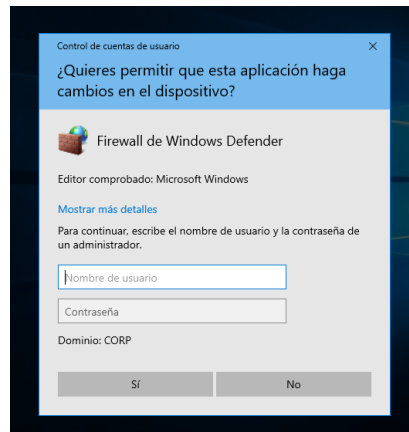 Control de cuentas de usuario
¿Quieres permitir que esta aplicación haga
cambios en el dispositivo?
Firewall de Windows Defender
Editor comprobado: Microsoft Windows
Mostrar más detalles
Para continuar, escribe el nombre de usuario y la contraseña de
un administrador.
Nombre de usuario
Contraseña
Dominio: CORP
Sí
No